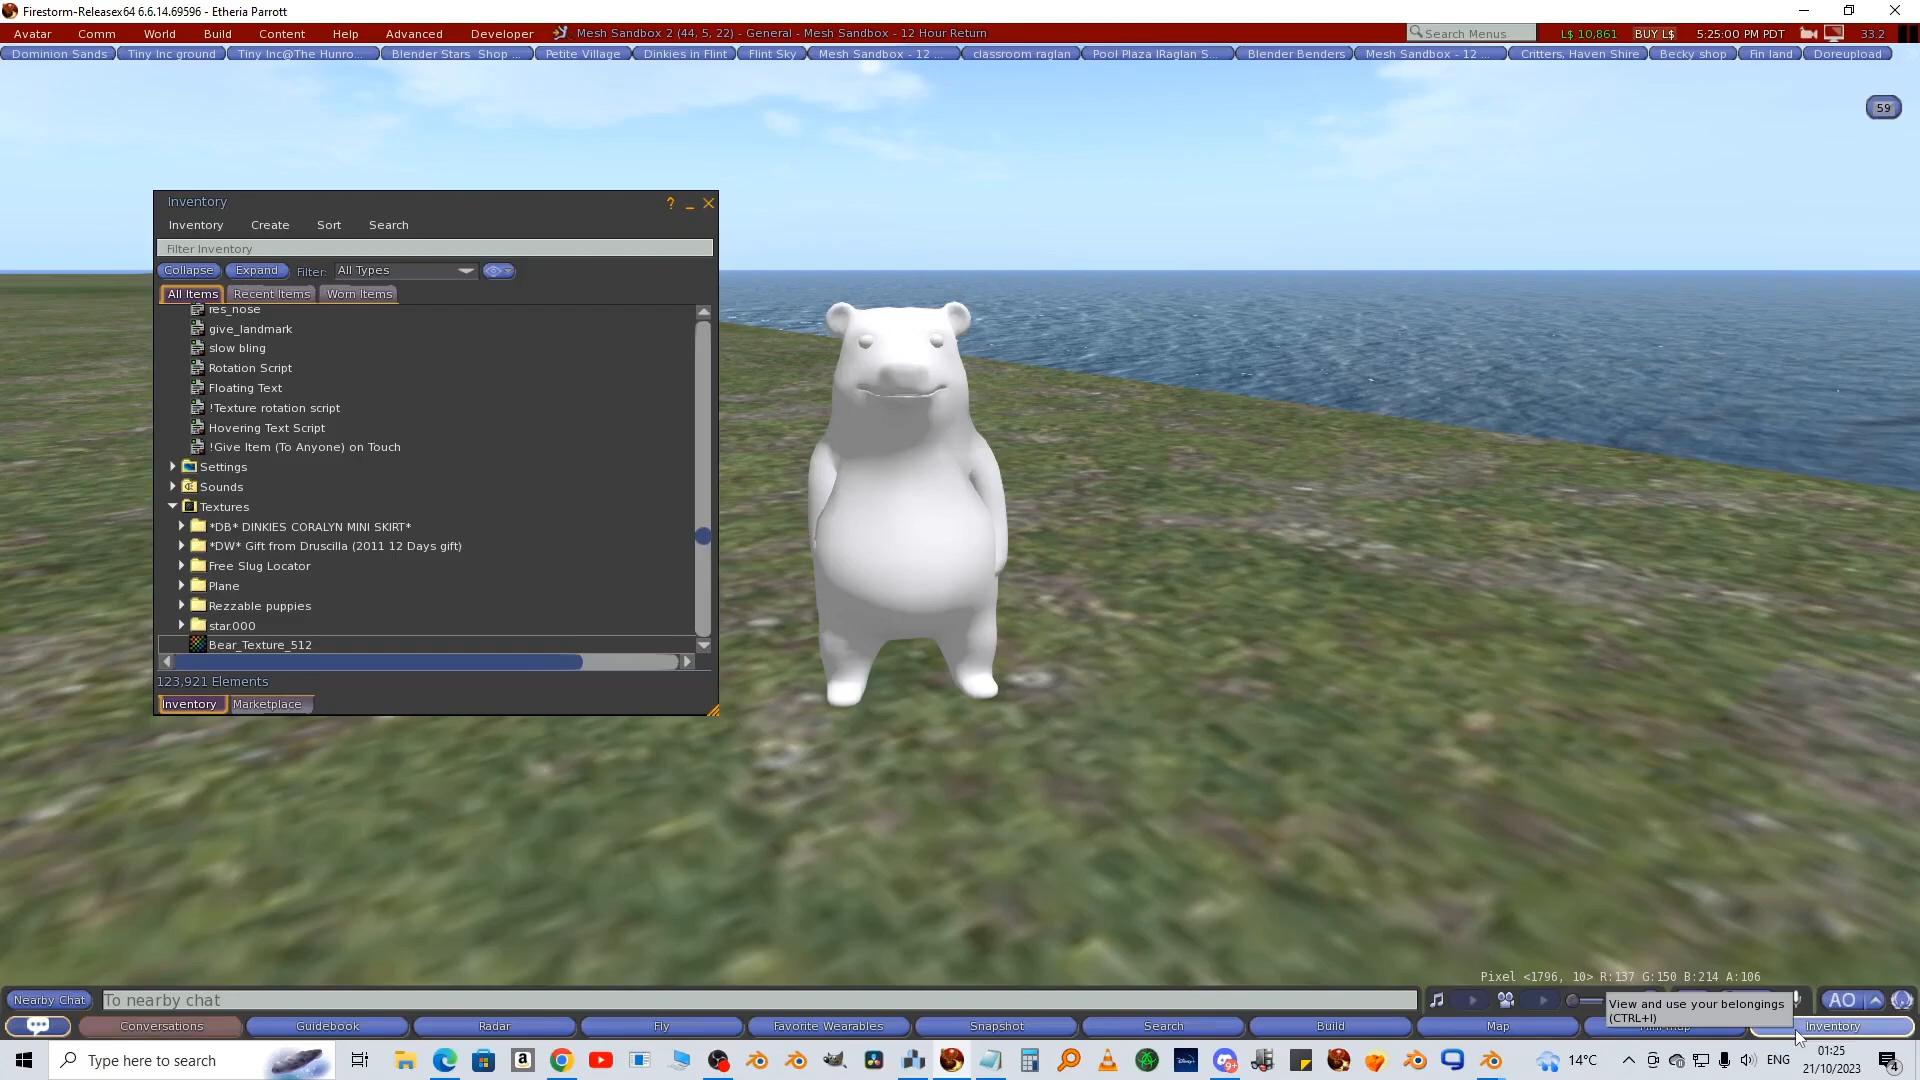 Firestorm-Releasex64 6.6.14.69596 - Etheria Parrott
Avatar Comm World Build Content Help Advanced Developer Mesh Sandbox 2 (44, 5, 22) - General - Mesh Sandbox - 12 Hour Return Search Menus L$ 10,861 BUY L$ 5:25:00 PM PDT 33.2
Dominion Sands Tiny Inc ground Tiny Inc@The Hunro... Blender Stars Shop ... Petite Village Dinkies in Flint Flint Sky Mesh Sandbox - 12 ... classroom raglan Pool Plaza lRaglan S... Blender Benders Mesh Sandbox - 12 ... Critters, Haven Shire Becky shop Fin land Doreupload
59
Inventory ?
Inventory Create Sort Search
Filter Inventory
Collapse Expand Filter: All Types
All Items Recent Items Worn Items
res_nose
give_landmark
slow bling
Rotation Script
Floating Text
!Texture rotation script
Hovering Text Script
!Give Item (To Anyone) on Touch
Settings
Sounds
Textures
*DB* DINKIES CORALYN MINI SKIRT*
*DW* Gift from Druscilla (2011 12 Days gift)
Free Slug Locator
Plane
Rezzable puppies
star.000
Bear_Texture_512
123,921 Elements
Inventory Marketplace
Pixel <1796, 10> R:137 G:150 B:214 A:106
Nearby Chat To nearby chat AO
View and use your belongings
(CTRL+I)
Conversations Guidebook Radar Fly Favorite Wearables Snapshot Search Build Map Inventory
Type here to search 14°C ENG 01:25
21/10/2023 4